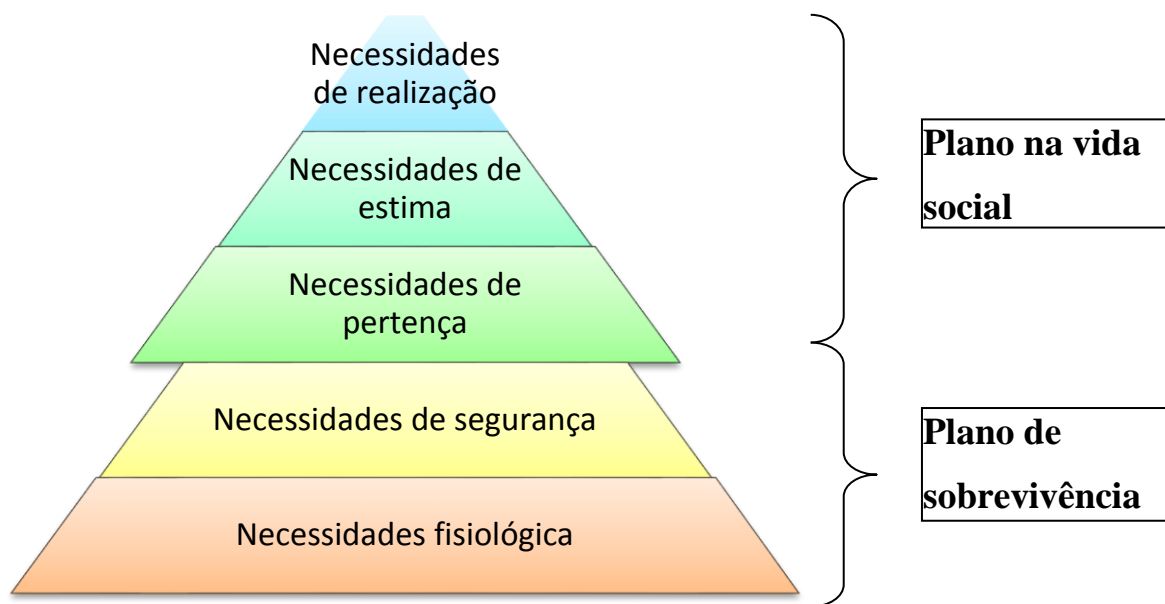 Necessidades
de realização
Necessidades de
estima
Necessidades de
pertença
Necessidades de segurança
Necessidades fisiológica
Plano na vida
social
Plano de
sobrevivência